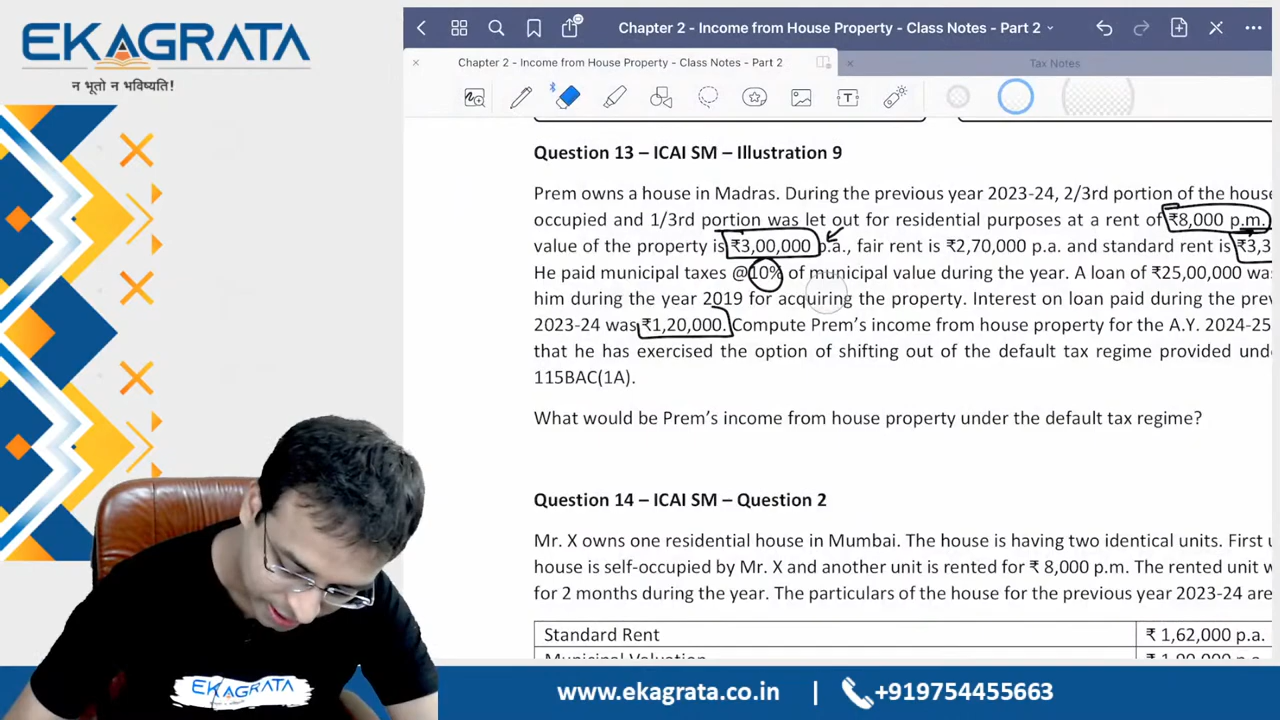 EKAGRATA
न भूतो न भविष्यति!
Chapter 2 - Income from House Property - Class Notes - Part 2
Chapter 2 - Income from House Property - Class Notes - Part 2
Tax Notes
Question 13 – ICAI SM – Illustration 9
Prem owns a house in Madras. During the previous year 2023-24, 2/3rd portion of the house
occupied and 1/3rd portion was let out for residential purposes at a rent of ₹8,000 p.m.
value of the property is ₹3,00,000 p.a., fair rent is ₹2,70,000 p.a. and standard rent is ₹3,3
He paid municipal taxes @10% of municipal value during the year. A loan of ₹25,00,000 was
him during the year 2019 for acquiring the property. Interest on loan paid during the prev
2023-24 was ₹1,20,000. Compute Prem's income from house property for the A.Y. 2024-25
that he has exercised the option of shifting out of the default tax regime provided und
115BAC(1A).
What would be Prem's income from house property under the default tax regime?
Question 14 – ICAI SM – Question 2
Mr. X owns one residential house in Mumbai. The house is having two identical units. First u
house is self-occupied by Mr. X and another unit is rented for ₹ 8,000 p.m. The rented unit w
for 2 months during the year. The particulars of the house for the previous year 2023-24 are
Standard Rent ₹ 1,62,000 p.a.
Municipal Valuation
EKAGRATA
www.ekagrata.co.in | +919754455663